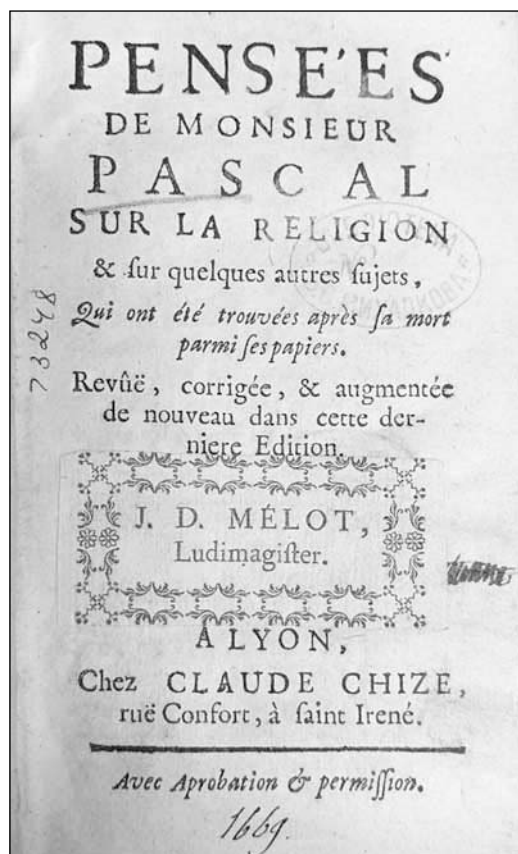 PENSE'ES
DE MONSIEUR
PASCAL
SUR LA RELIGION
& ſur quelques autres ſujets,
Qui ont été trouvées après ſa mort
parmi ſes papiers.
Revûë, corrigée, & augmentée
de nouveau dans cette der-
niere Edition.
J. D. MÉLOT,
Ludimagiſter.
A LYON,
Chez CLAUDE CHIZE,
ruë Confort, à ſaint Irené.
Avec Aprobation & permiſſion.
1669.
73248